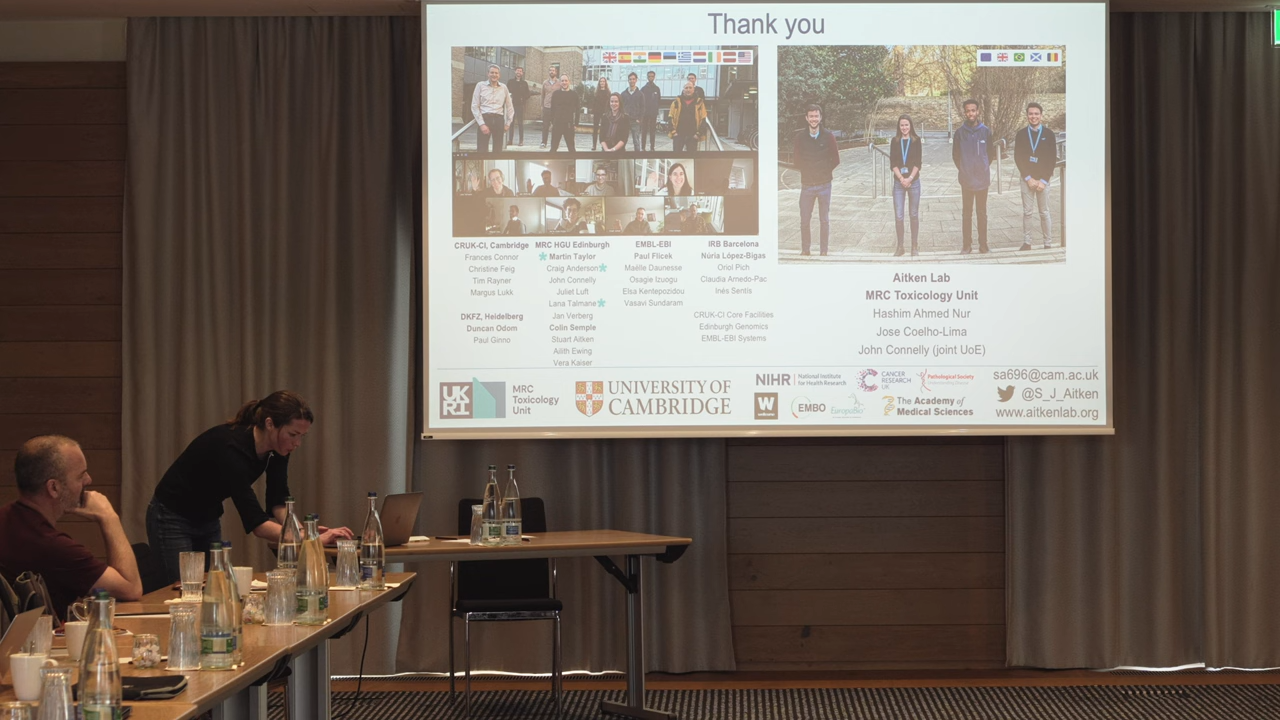 Thank you
CRUK-CI, Cambridge
Frances Connor
Christine Feig
Tim Rayner
Margus Lukk
DKFZ, Heidelberg
Duncan Odom
Paul Ginno
MRC HGU Edinburgh
Martin Taylor
Craig Anderson
John Connelly
Juliet Luft
Lana Talmane
Jan Verberg
Colin Semple
Stuart Aitken
Ailith Ewing
Vera Kaiser
EMBL-EBI
Paul Flicek
Maëlle Daunesse
Osagie Izuogu
Elsa Kentepozidou
Vasavi Sundaram
IRB Barcelona
Núria López-Bigas
Oriol Pich
Claudia Arnedo-Pac
Inés Sentís
CRUK-CI Core Facilities
Edinburgh Genomics
EMBL-EBI Systems
Aitken Lab
MRC Toxicology Unit
Hashim Ahmed Nur
Jose Coelho-Lima
John Connelly (joint UoE)
UK
RI
MRC
Toxicology
Unit
UNIVERSITY OF
CAMBRIDGE
NIHR National Institute
for Health Research
CANCER
RESEARCH
UK
Pathological Society
W
EMBO
The Academy of
Medical Sciences
sa696@cam.ac.uk
@S_J_Aitken
www.aitkenlab.org